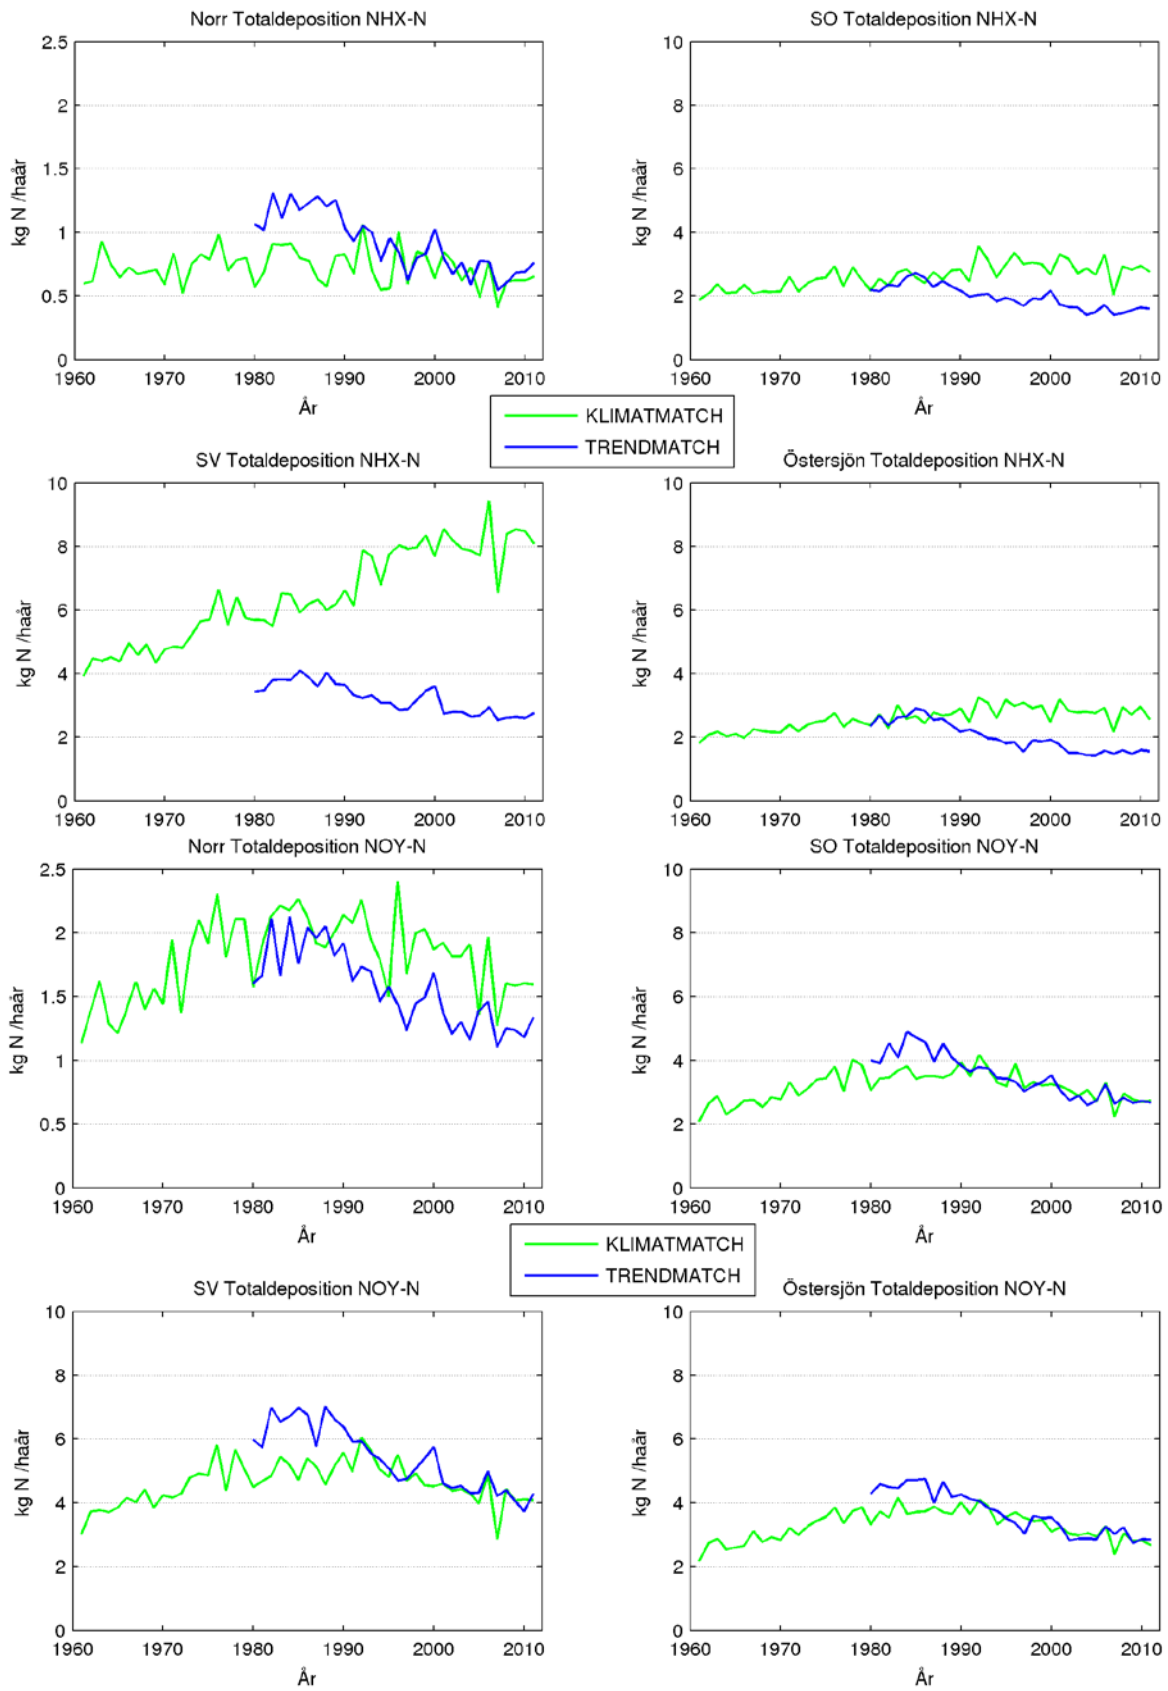 Norr Totaldeposition NHX-N
2.5
2
1.5
1
0.5
0
kg N /haår
1960 1970 1980 1990 2000 2010
År
SO Totaldeposition NHX-N
10
8
6
4
2
0
kg N /haår
1960 1970 1980 1990 2000 2010
År
KLIMATMATCH
TRENDMATCH
SV Totaldeposition NHX-N
10
8
6
4
2
0
kg N /haår
1960 1970 1980 1990 2000 2010
Östersjön Totaldeposition NHX-N
10
8
6
4
2
0
kg N /haår
1960 1970 1980 1990 2000 2010
Norr Totaldeposition NOY-N
2.5
2
1.5
1
0.5
0
kg N /haår
1960 1970 1980 1990 2000 2010
År
SO Totaldeposition NOY-N
10
8
6
4
2
0
kg N /haår
1960 1970 1980 1990 2000 2010
År
KLIMATMATCH
TRENDMATCH
SV Totaldeposition NOY-N
10
8
6
4
2
0
kg N /haår
1960 1970 1980 1990 2000 2010
År
Östersjön Totaldeposition NOY-N
10
8
6
4
2
0
kg N /haår
1960 1970 1980 1990 2000 2010
År